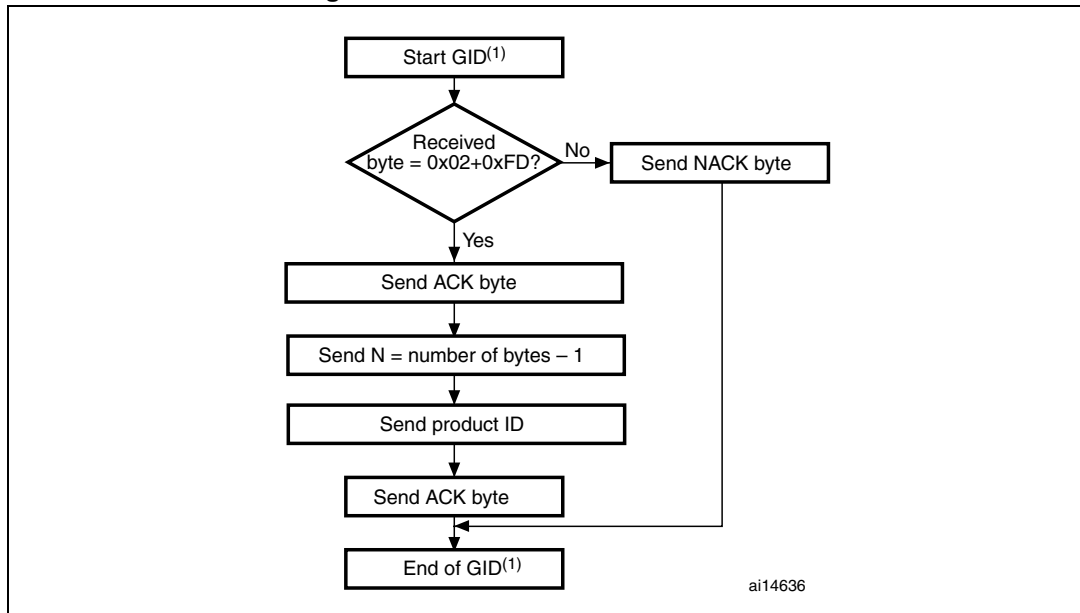 Start GID(1)
Received
byte = 0x02+0xFD?
No
Send NACK byte
Yes
Send ACK byte
Send N = number of bytes – 1
Send product ID
Send ACK byte
End of GID(1)
ai14636